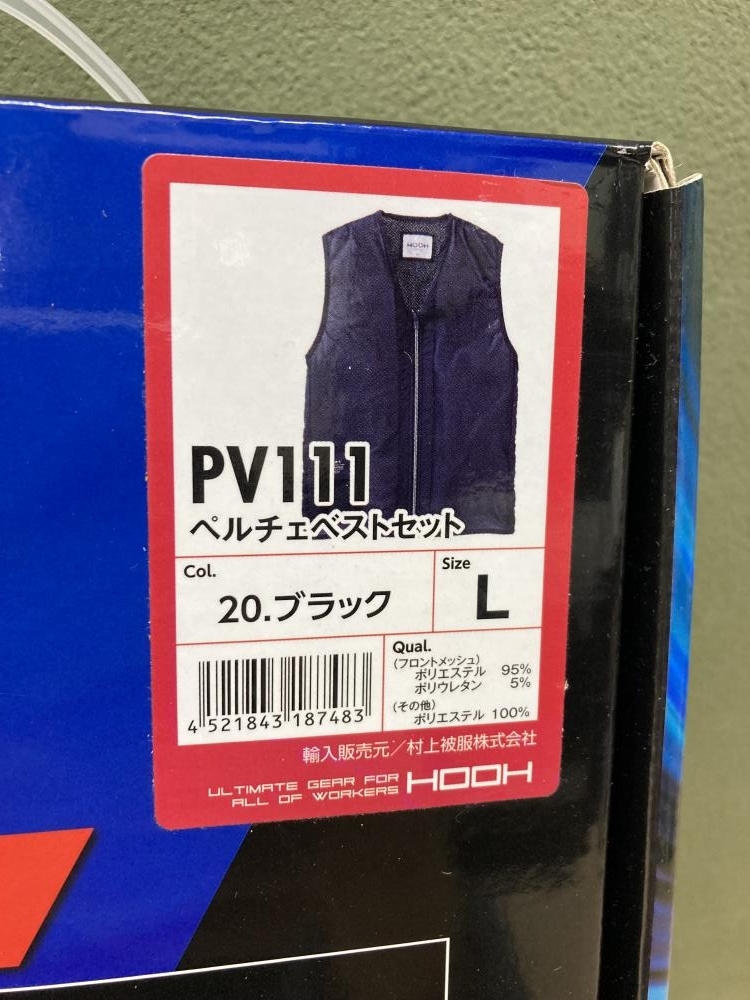 HOOH
PV111
ペルチェベストセット
Col.
20.ブラック
Size
L
4 521843 187483
Qual.
(フロントメッシュ)
ポリエステル 95%
ポリウレタン 5%
(その他)
ポリエステル 100%
輸入販売元/村上被服株式会社
ULTIMATE GEAR FOR
ALL OF WORKERS
HOOH